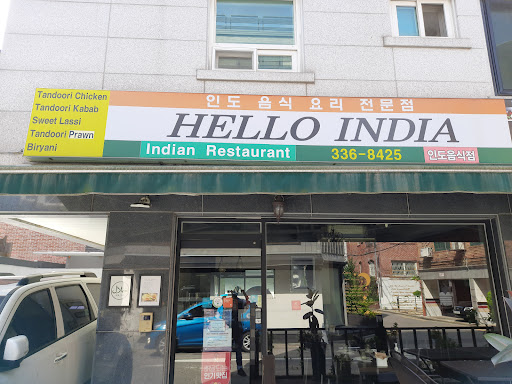 Tandoori Chicken
Tandoori Kabab
Sweet Lassi
Tandoori Prawn
Biryani
인도 음식 요리 전문점
HELLO INDIA
Indian Restaurant 336-8425 인도음식점